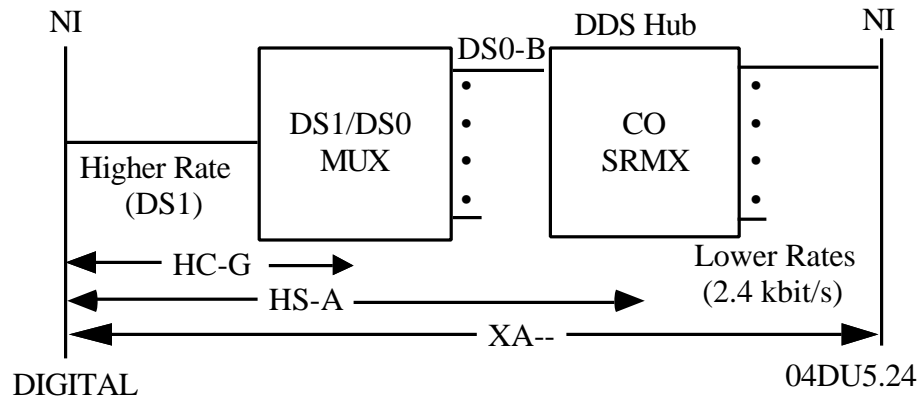 NI
NI
DDS Hub
DS0-B
DS1/DS0
MUX
CO
SRMX
Higher Rate
(DS1)
HC-G
Lower Rates
(2.4 kbit/s)
HS-A
XA--
DIGITAL
04DU5.24